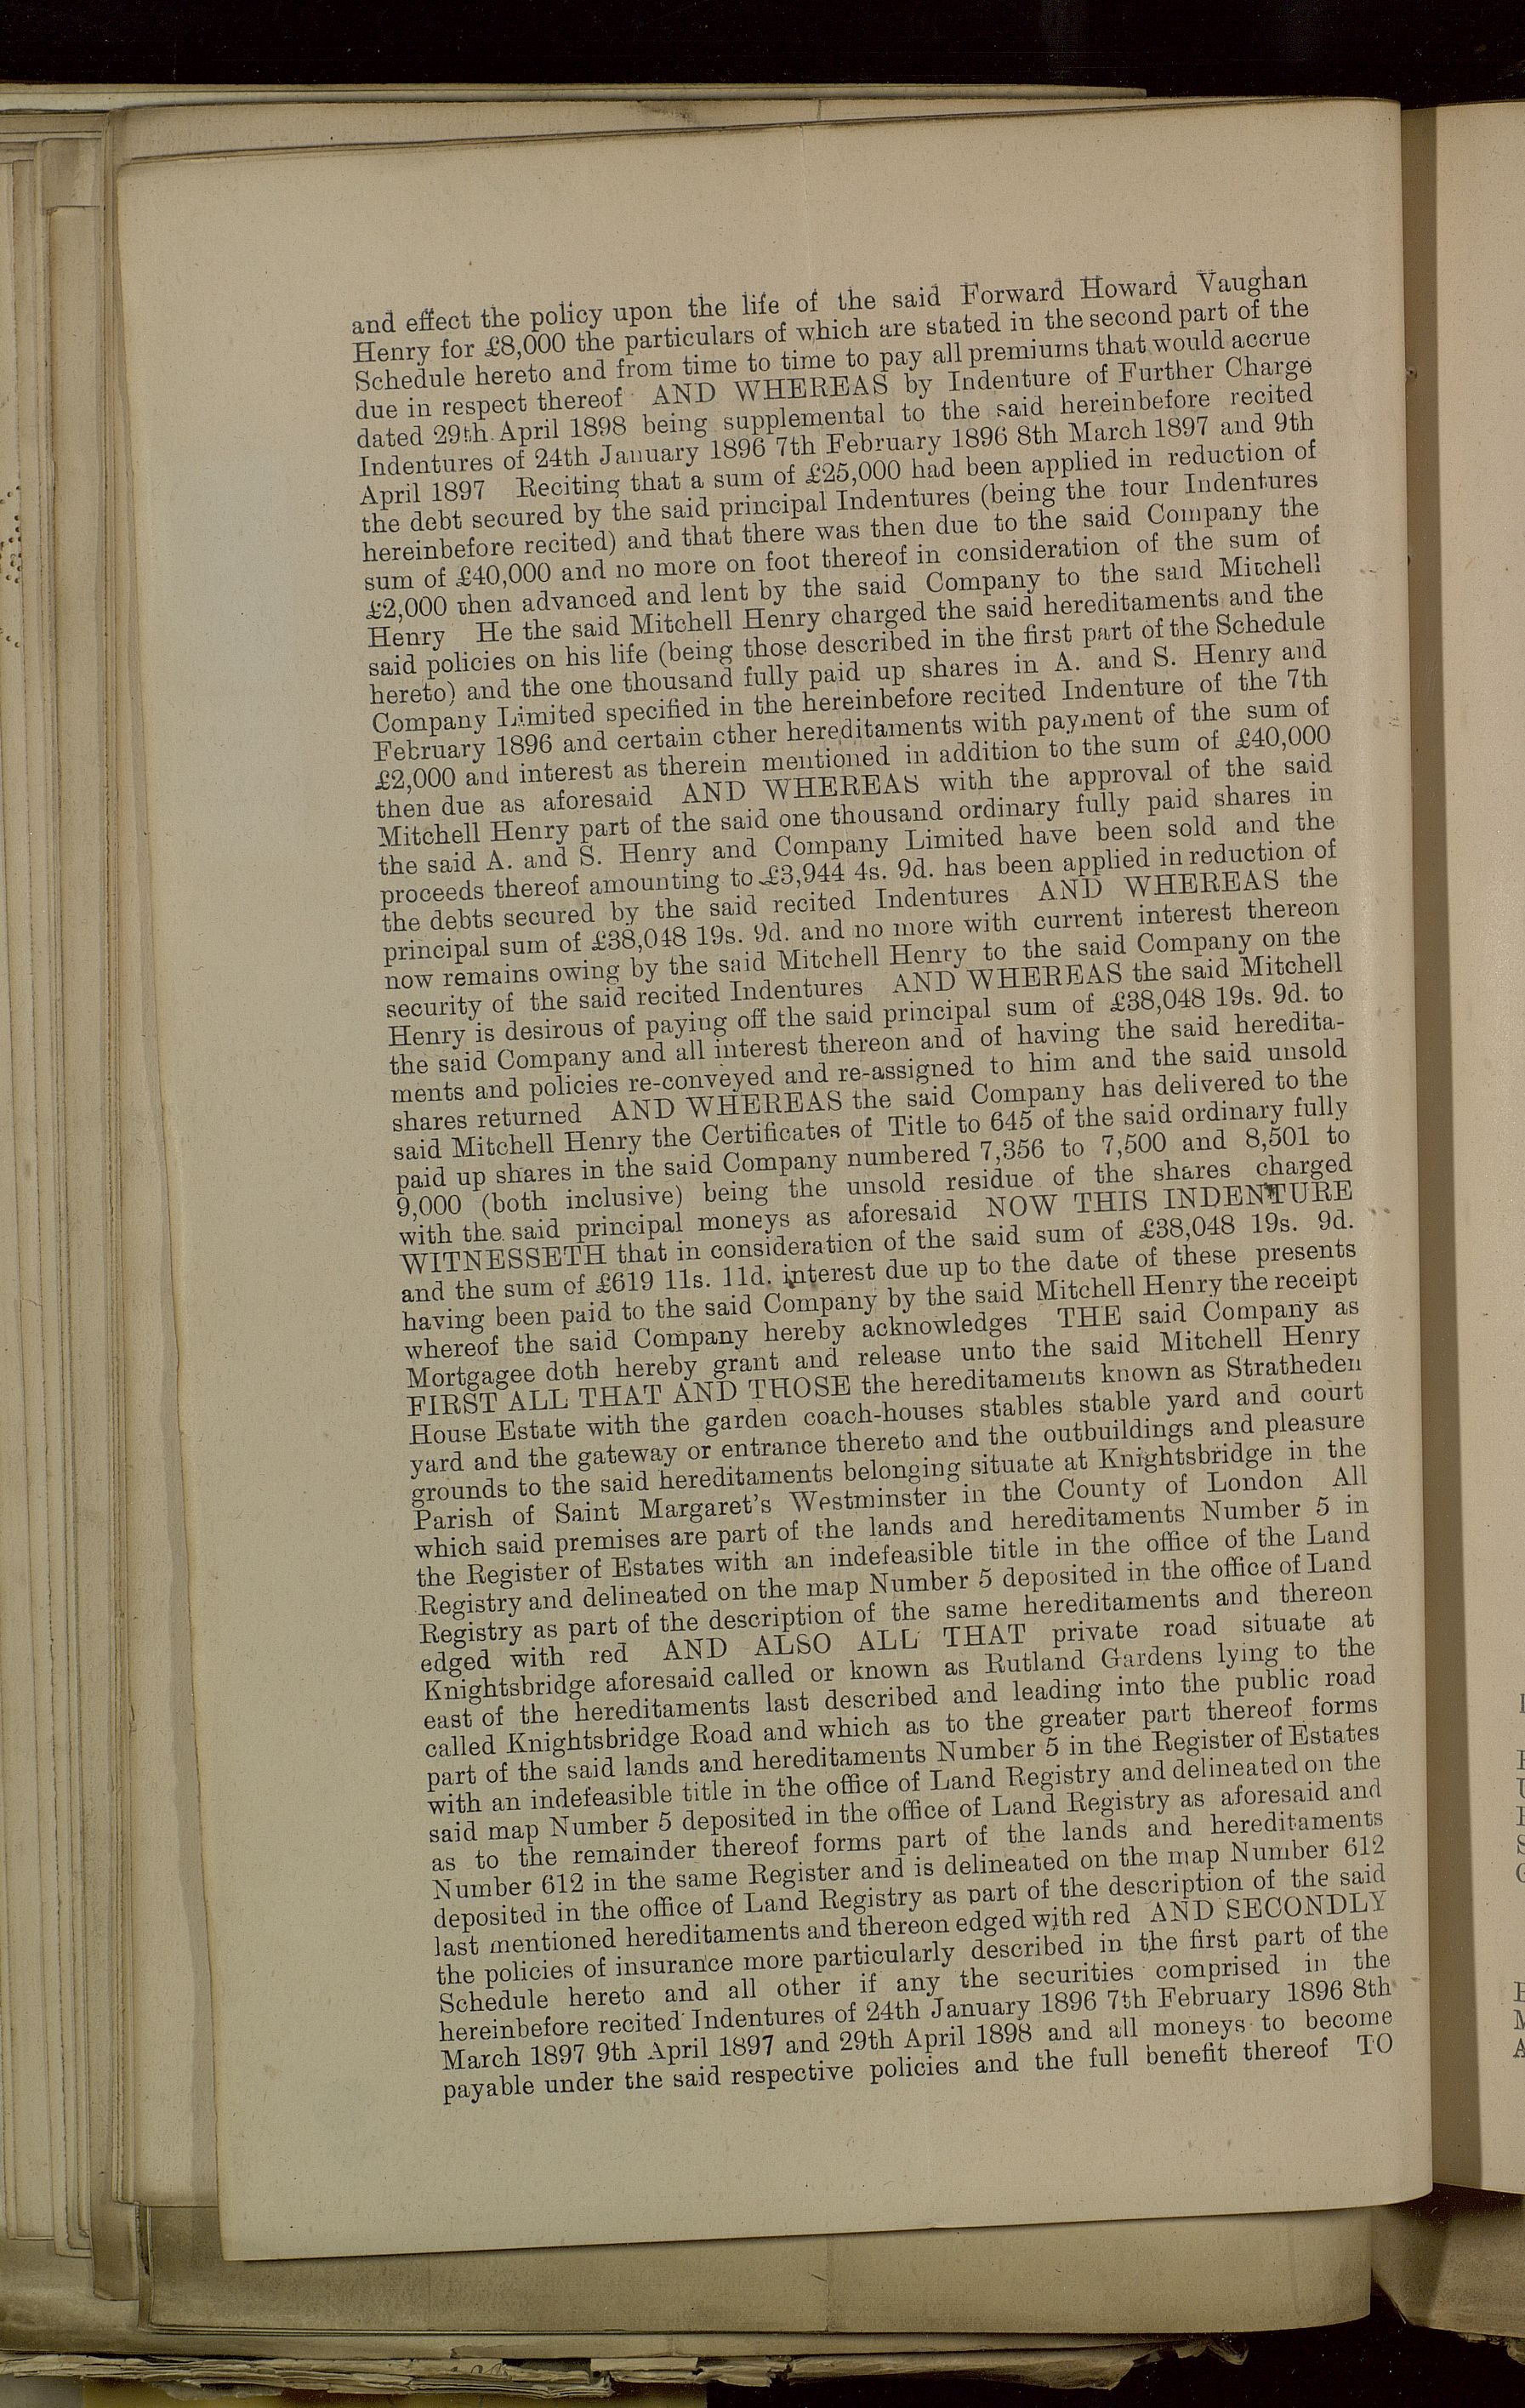 and effect the policy upon the life of the said Forward Howard Vaughan
Henry for £8,000 the particulars of which are stated in the second part of the
Schedule hereto and from time to time to pay all premiums that would accrue
due in respect thereof AND WHEREAS by Indenture of Further Charge
dated 29th April 1898 being supplemental to the said hereinbefore recited
Indentures of 24th January 1896 7th February 1896 8th March 1897 and 9th
April 1897 Reciting that a sum of £25,000 had been applied in reduction of
the debt secured by the said principal Indentures (being the four Indentures
hereinbefore recited) and that there was then due to the said Company the
sum of £40,000 and no more on foot thereof in consideration of the sum of
£2,000 then advanced and lent by the said Company to the said Mitchell
Henry He the said Mitchell Henry charged the said hereditaments and the
said policies on his life (being those described in the first part of the Schedule
hereto) and the one thousand fully paid up shares in A. and S. Henry and
Company Limited specified in the hereinbefore recited Indenture of the 7th
February 1896 and certain cther hereditaments with payment of the sum of
£2,000 and interest as therein mentioned in addition to the sum of £40,000
then due as aforesaid AND WHEREAS with the approval of the said
Mitchell Henry part of the said one thousand ordinary fully paid shares in
the said A. and S. Henry and Company Limited have been sold and the
proceeds thereof amounting to £3,944 4s. 9d. has been applied in reduction of
the debts secured by the said recited Indentures AND WHEREAS the
principal sum of £38,048 19s. 9d. and no more with current interest thereon
now remains owing by the said Mitchell Henry to the said Company on the
security of the said recited Indentures AND WHEREAS the said Mitchell
Henry is desirous of paying off the said principal sum of £38,048 19s. 9d. to
the said Company and all interest thereon and of having the said heredita-
ments and policies re-conveyed and re-assigned to him and the said unsold
shares returned AND WHEREAS the said Company has delivered to the
said Mitchell Henry the Certificates of Title to 645 of the said ordinary fully
paid up shares in the said Company numbered 7,356 to 7,500 and 8,501 to
9,000 (both inclusive) being the unsold residue of the shares charged
with the said principal moneys as aforesaid NOW THIS INDENTURE
WITNESSETH that in consideration of the said sum of £38,048 19s. 9d.
and the sum of £619 11s. 11d. interest due up to the date of these presents
having been paid to the said Company by the said Mitchell Henry the receipt
whereof the said Company hereby acknowledges THE said Company as
Mortgagee doth hereby grant and release unto the said Mitchell Henry
FIRST ALL THAT AND THOSE the hereditaments known as Stratheden
House Estate with the garden coach-houses stables stable yard and court
yard and the gateway or entrance thereto and the outbuildings and pleasure
grounds to the said hereditaments belonging situate at Knightsbridge in the
Parish of Saint Margaret's Westminster in the County of London All
which said premises are part of the lands and hereditaments Number 5 in
the Register of Estates with an indefeasible title in the office of the Land
Registry and delineated on the map Number 5 deposited in the office of Land
Registry as part of the description of the same hereditaments and thereon
edged with red AND ALSO ALL THAT private road situate at
Knightsbridge aforesaid called or known as Rutland Gardens lying to the
east of the hereditaments last described and leading into the public road
called Knightsbridge Road and which as to the greater part thereof forms
part of the said lands and hereditaments Number 5 in the Register of Estates
with an indefeasible title in the office of Land Registry and delineated on the
said map Number 5 deposited in the office of Land Registry as aforesaid and
as to the remainder thereof forms part of the lands and hereditaments
Number 612 in the same Register and is delineated on the map Number 612
deposited in the office of Land Registry as part of the description of the said
last mentioned hereditaments and thereon edged with red AND SECONDLY
the policies of insurance more particularly described in the first part of the
Schedule hereto and all other if any the securities comprised in the
hereinbefore recited Indentures of 24th January 1896 7th February 1896 8th
March 1897 9th April 1897 and 29th April 1898 and all moneys to become
payable under the said respective policies and the full benefit thereof TO